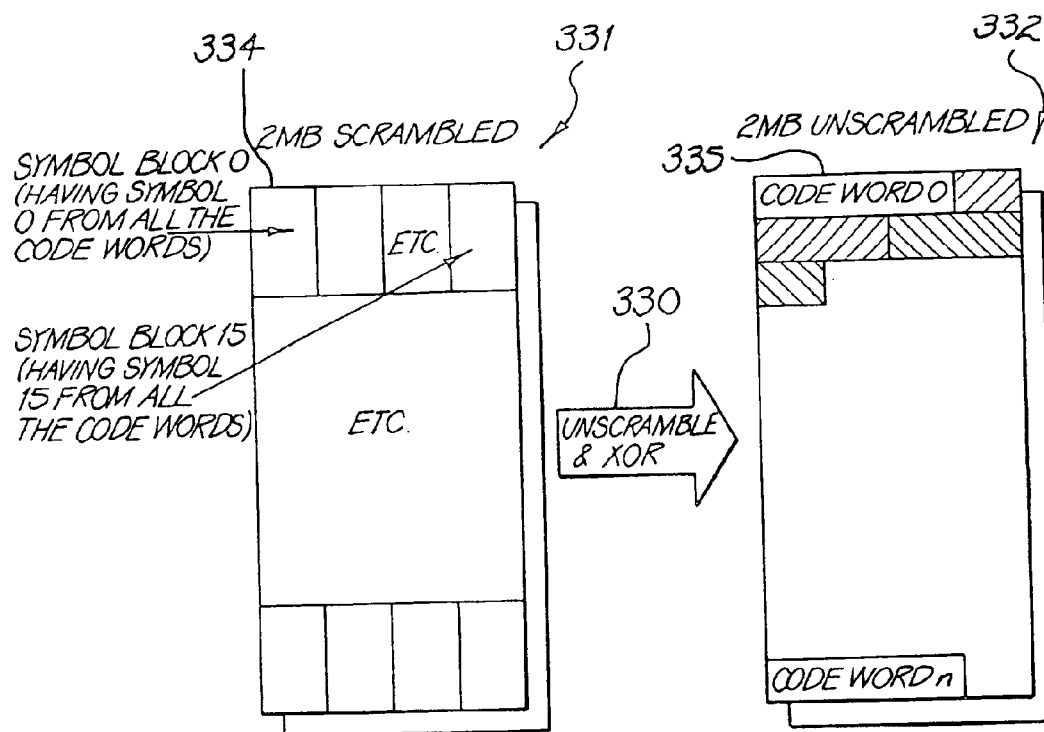 334
331
332
2MB SCRAMBLED
2MB UNSCRAMBLED
335
SYMBOL BLOCK 0
(HAVING SYMBOL
0 FROM ALL THE
CODE WORDS)
ETC.
CODE WORD 0
SYMBOL BLOCK 15
(HAVING SYMBOL
15 FROM ALL
THE CODE WORDS)
ETC.
330
UNSCRAMBLE
& XOR
CODE WORD n